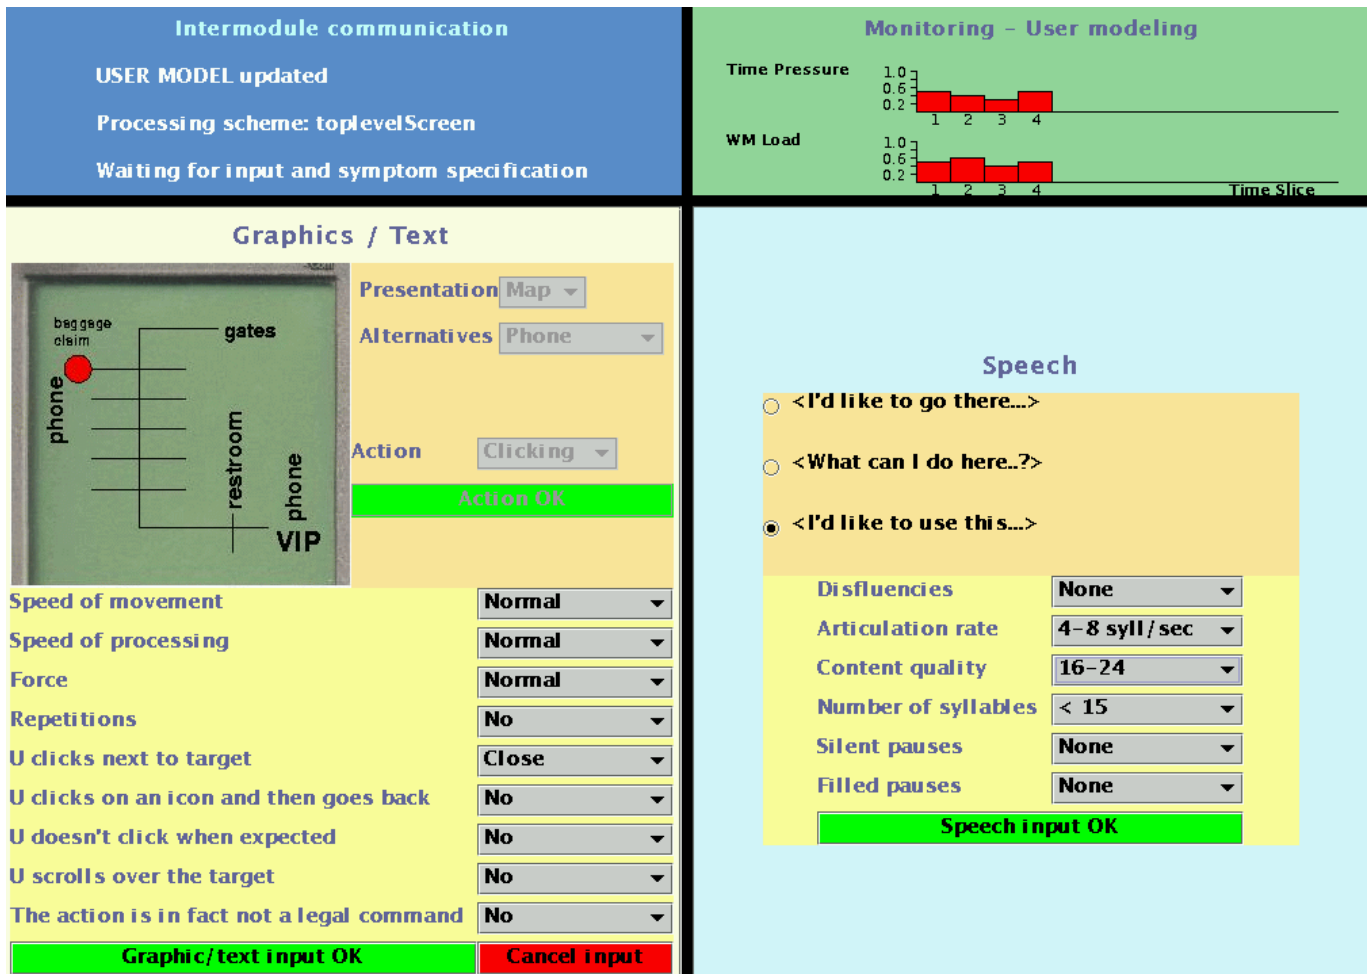 Intermodule communication
USER MODEL updated
Processing scheme: toplevelScreen
Waiting for input and symptom specification
Monitoring - User modeling
Time Pressure
1.0
0.6
0.2
1 2 3 4
WM Load
1.0
0.6
0.2
1 2 3 4
Time Slice
Graphics / Text
baggage
claim
gates
phone
restroom
phone
VIP
Presentation Map
Alternatives Phone
Action Clicking
Action OK
Speed of movement Normal
Speed of processing Normal
Force Normal
Repetitions No
U clicks next to target Close
U clicks on an icon and then goes back No
U doesn't click when expected No
U scrolls over the target No
The action is in fact not a legal command No
Graphic/text input OK Cancel input
Speech
<I'd like to go there...>
<What can I do here..?>
<I'd like to use this...>
Disfluencies None
Articulation rate 4-8 syll/sec
Content quality 16-24
Number of syllables < 15
Silent pauses None
Filled pauses None
Speech input OK